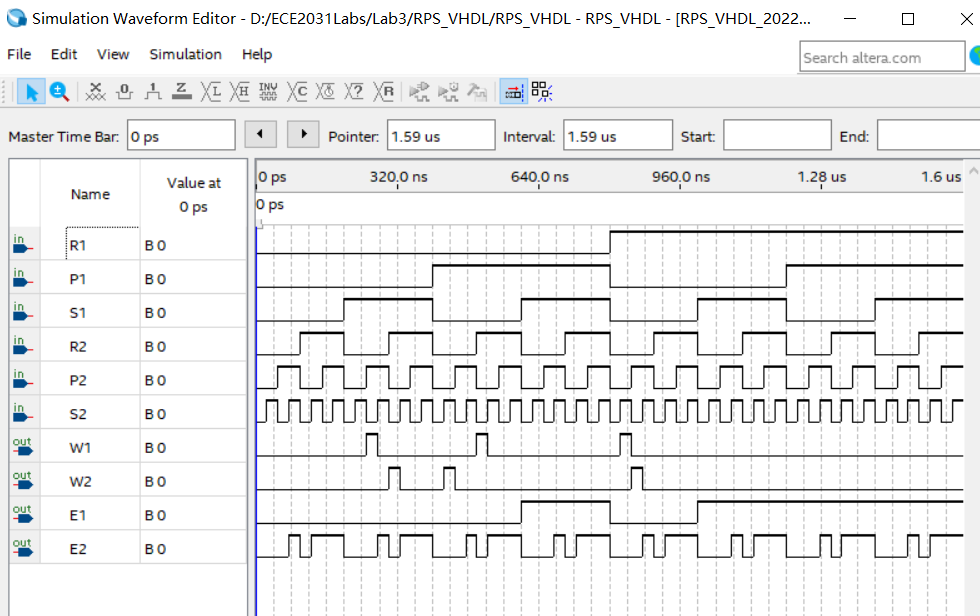 Simulation Waveform Editor - D:/ECE2031Labs/Lab3/RPS_VHDL/RPS_VHDL - RPS_VHDL - [RPS_VHDL_2022...
File Edit View Simulation Help
Search altera.com
Master Time Bar: 0 ps Pointer: 1.59 us Interval: 1.59 us Start: End:
Name Value at 0 ps
0 ps 320.0 ns 640.0 ns 960.0 ns 1.28 us 1.6 us
0 ps
in R1 B 0
in P1 B 0
in S1 B 0
in R2 B 0
in P2 B 0
in S2 B 0
out W1 B 0
out W2 B 0
out E1 B 0
out E2 B 0